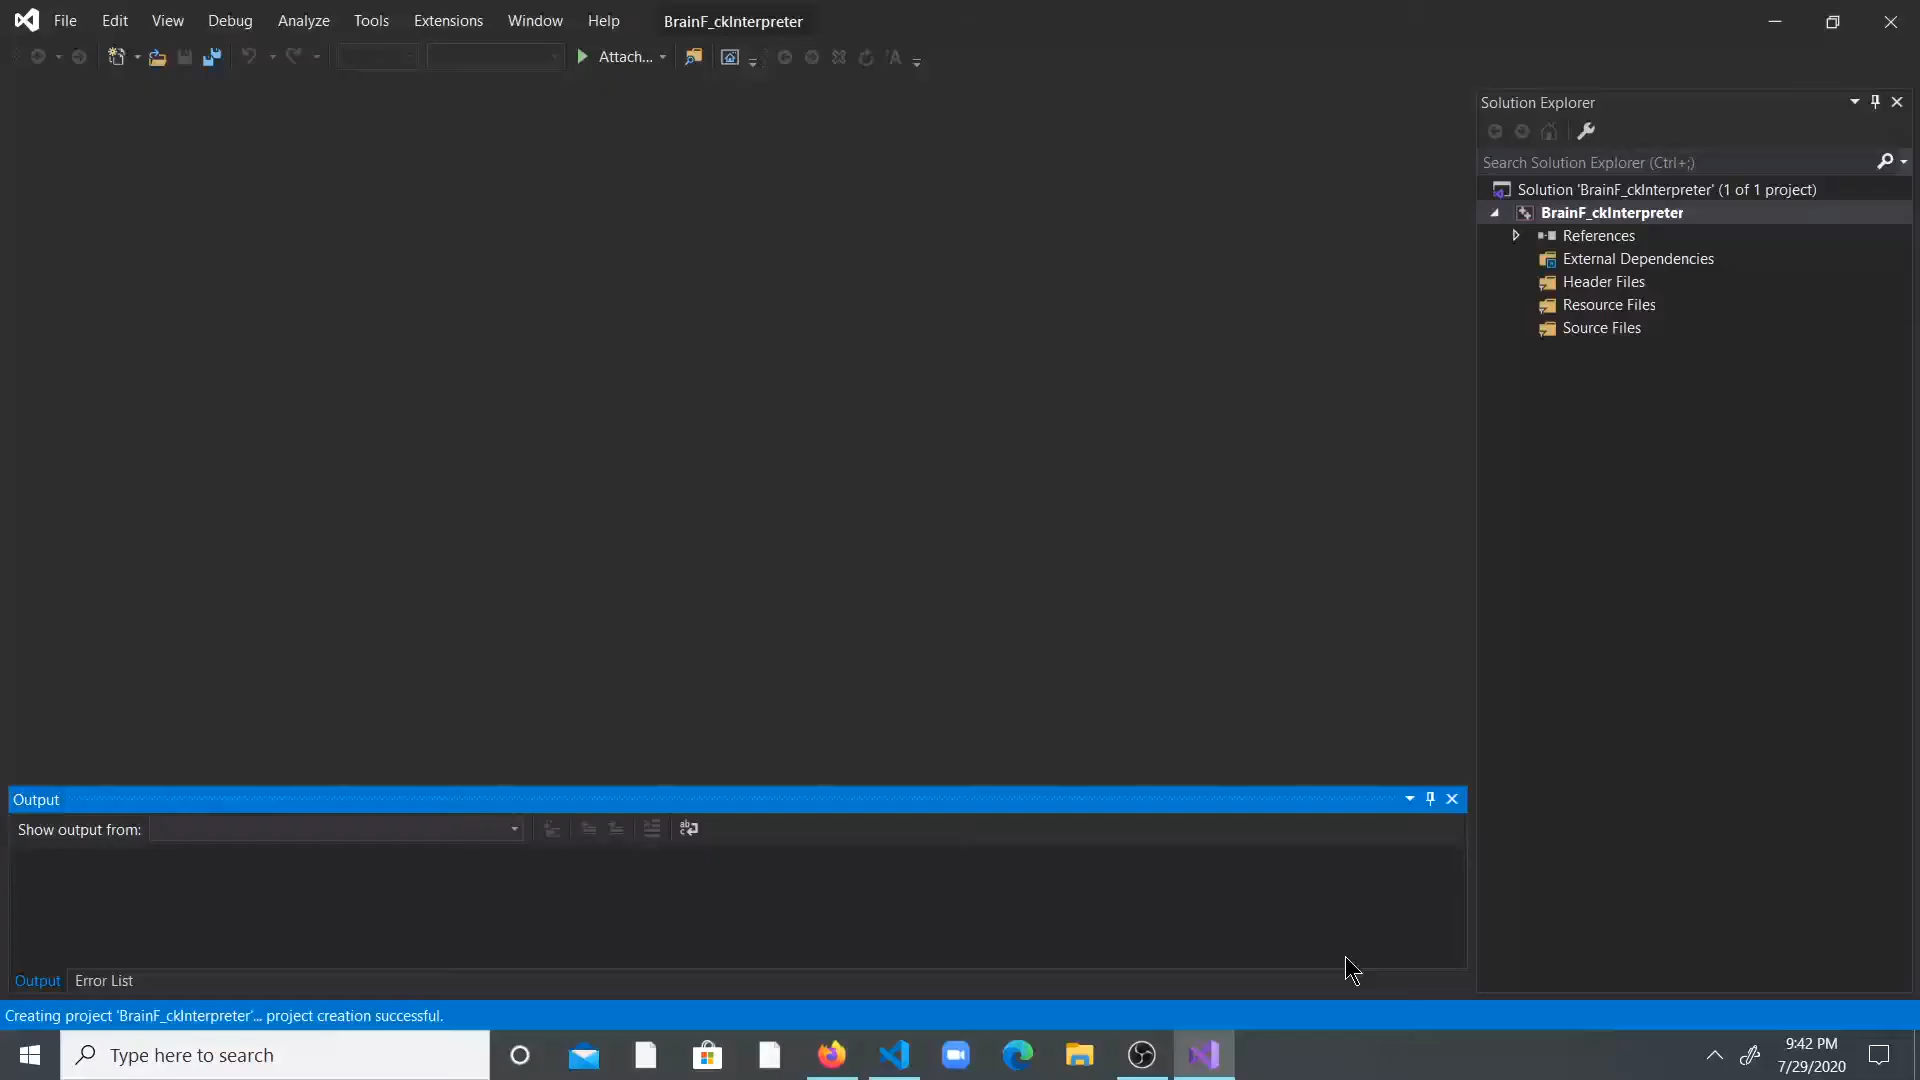 File Edit View Debug Analyze Tools Extensions Window Help BrainF_ckInterpreter
Attach...
Solution Explorer
Search Solution Explorer (Ctrl+;)
Solution 'BrainF_ckInterpreter' (1 of 1 project)
BrainF_ckInterpreter
References
External Dependencies
Header Files
Resource Files
Source Files
Output
Show output from:
Output Error List
Creating project 'BrainF_ckInterpreter'... project creation successful.
Type here to search
9:42 PM
7/29/2020